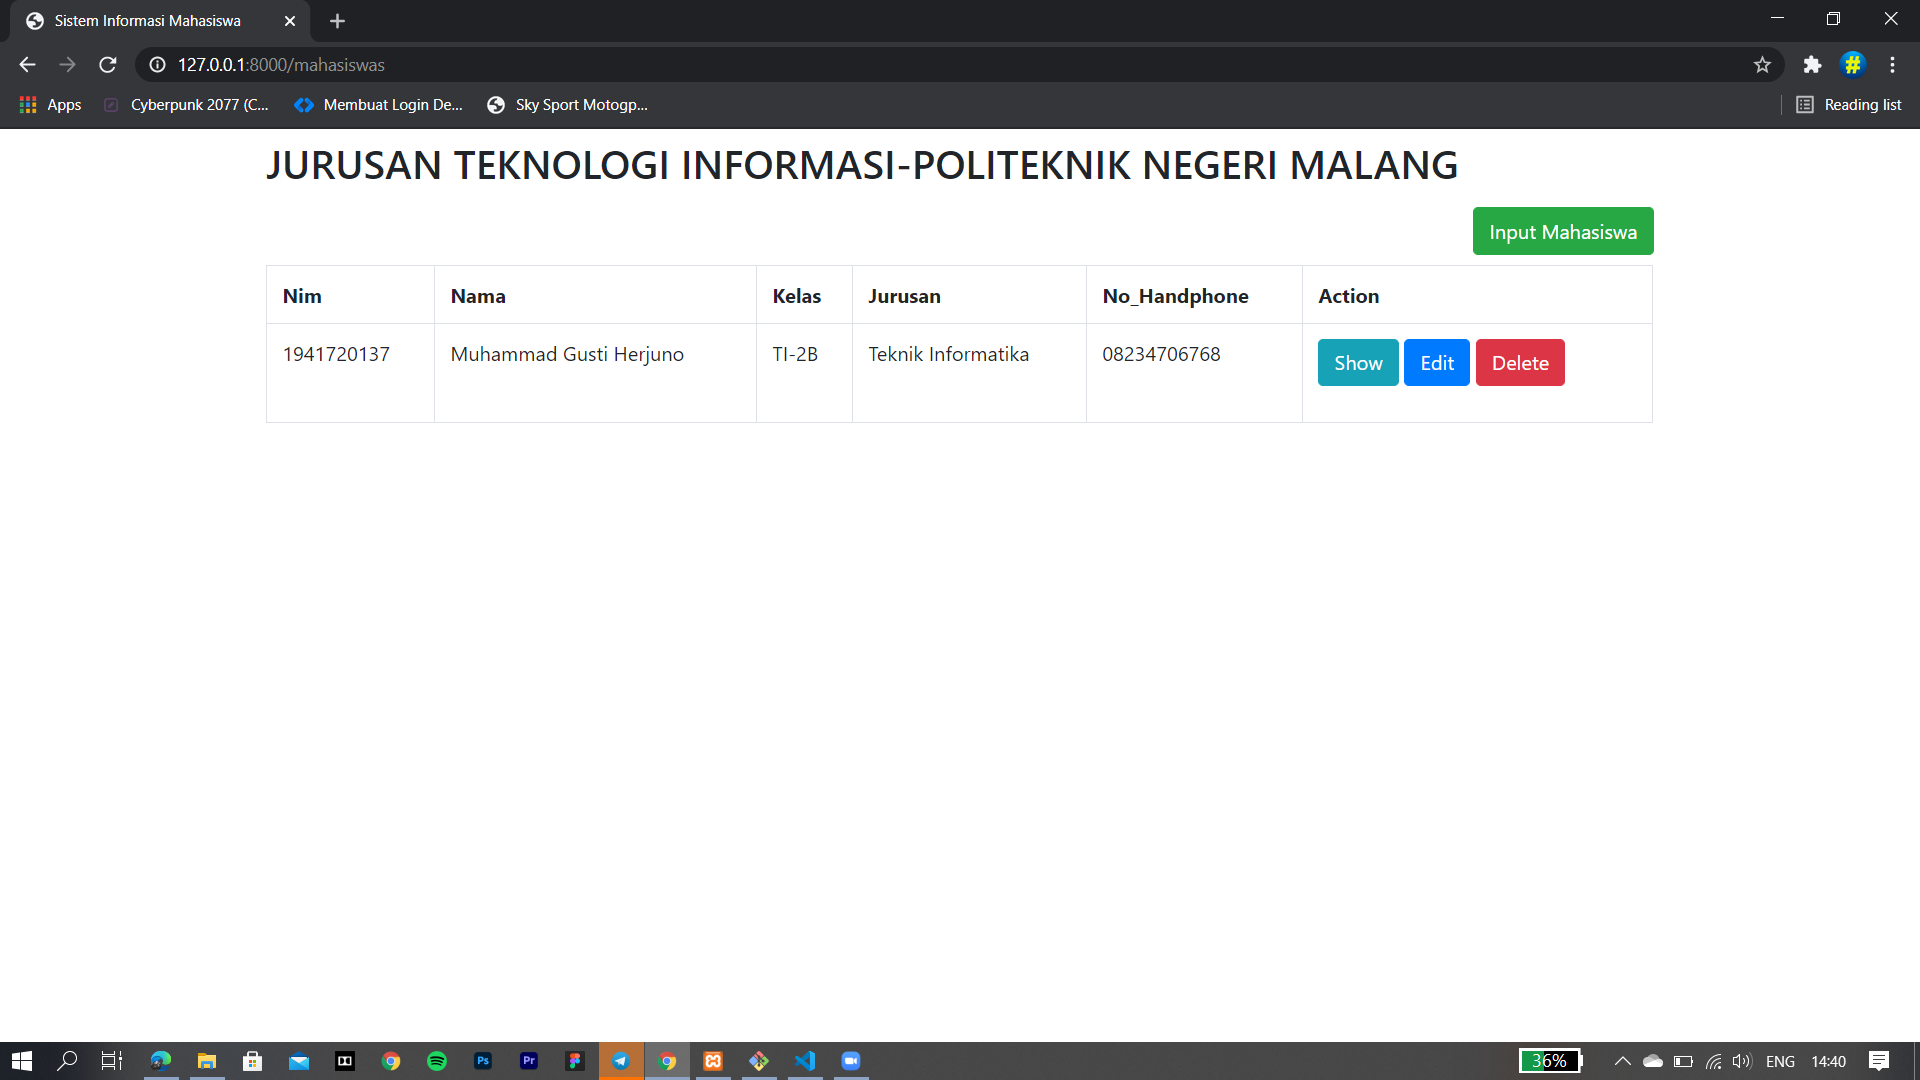 Sistem Informasi Mahasiswa
127.0.0.1:8000/mahasiswas
Apps Cyberpunk 2077 (C... Membuat Login De... Sky Sport Motogp... Reading list
JURUSAN TEKNOLOGI INFORMASI-POLITEKNIK NEGERI MALANG
Input Mahasiswa
Nim Nama Kelas Jurusan No_Handphone Action
1941720137 Muhammad Gusti Herjuno TI-2B Teknik Informatika 08234706768 Show Edit Delete
Ps Pr 36% ENG 14:40